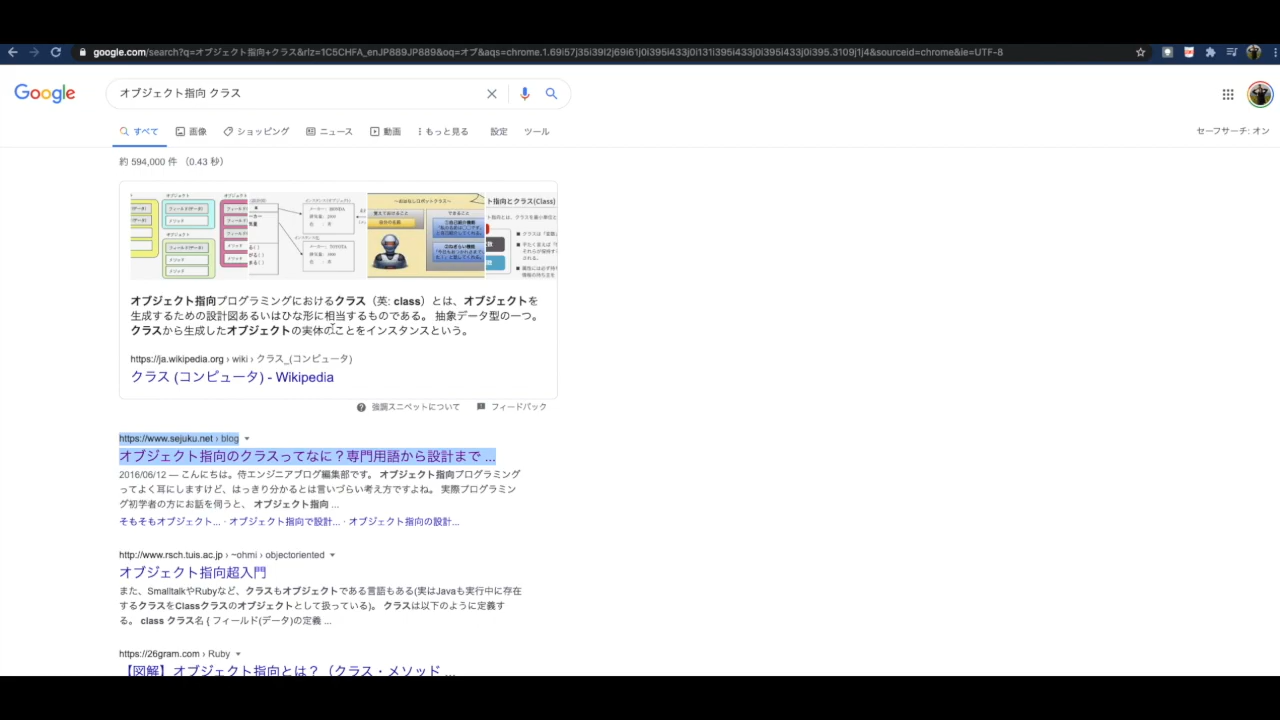 google.com/search?q=オブジェクト指向+クラス&rlz=1C5CHFA_enJP889JP889&oq=オブ&aqs=chrome.1.69i57j35i39l2j69i61j0i395i433j0i131i395i433j0i395i433j0i395.3109j1j4&sourceid=chrome&ie=UTF-8
Google
オブジェクト指向 クラス
すべて 画像 ショッピング ニュース 動画 もっと見る 設定 ツール
セーフサーチ: オン
約 594,000 件 (0.43 秒)
オブジェクト指向プログラミングにおけるクラス（英: class）とは、オブジェクトを
生成するための設計図あるいはひな形に相当するものである。 抽象データ型の一つ。
クラスから生成したオブジェクトの実体のことをインスタンスという。
https://ja.wikipedia.org › wiki › クラス_(コンピュータ)
クラス (コンピュータ) - Wikipedia
強調スニペットについて フィードバック
https://www.sejuku.net › blog
オブジェクト指向のクラスってなに？専門用語から設計まで ...
2016/06/12 — こんにちは。侍エンジニアブログ編集部です。 オブジェクト指向プログラミング
ってよく耳にしますけど、はっきり分かるとは言いづらい考え方ですよね。 実際プログラミン
グ初学者の方にお話を伺うと、 オブジェクト指向 ...
そもそもオブジェクト... · オブジェクト指向で設計... · オブジェクト指向の設計...
http://www.rsch.tuis.ac.jp › ~ohmi › objectoriented
オブジェクト指向超入門
また、SmalltalkやRubyなど、クラスもオブジェクトである言語もある(実はJavaも実行中に存在
するクラスをClassクラスのオブジェクトとして扱っている)。 クラスは以下のように定義す
る。 class クラス名 { フィールド(データ)の定義 ...
https://26gram.com › Ruby
【図解】オブジェクト指向とは？（クラス・メソッド ...